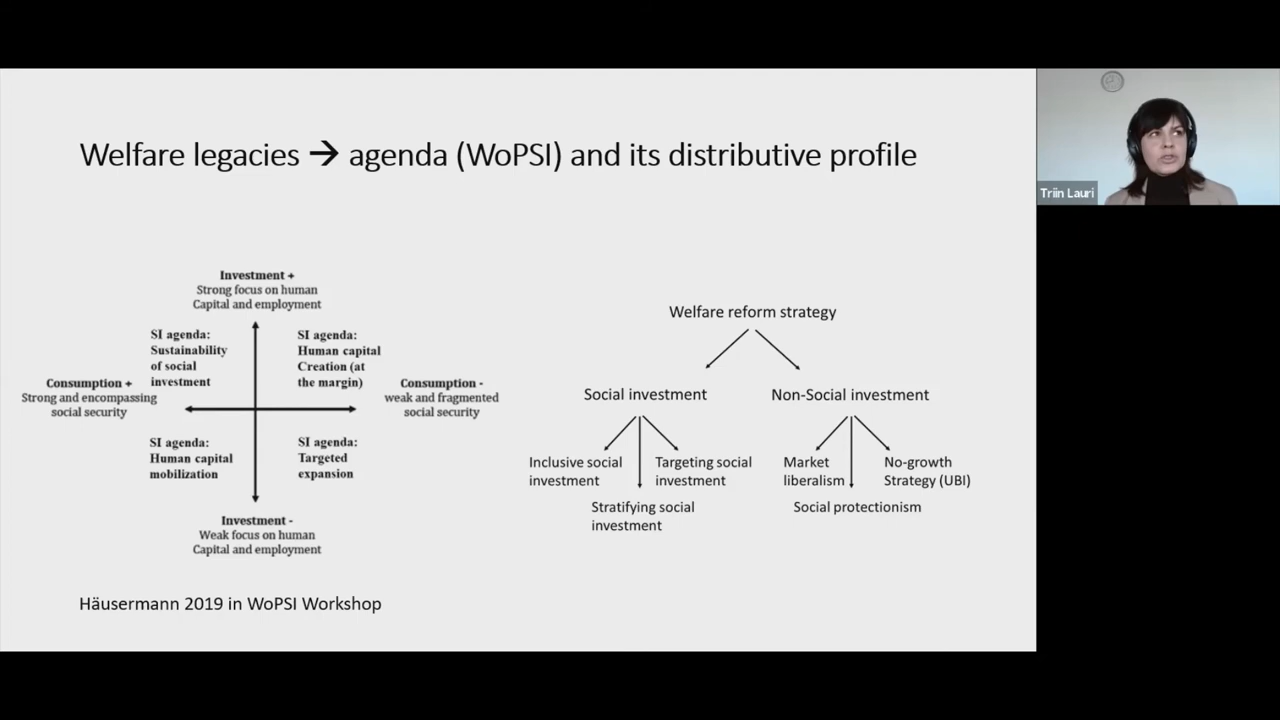 Welfare legacies → agenda (WoPSI) and its distributive profile
Triin Lauri
Investment +
Strong focus on human
Capital and employment
SI agenda:
Sustainability
of social
investment
SI agenda:
Human capital
Creation (at
the margin)
Consumption +
Strong and encompassing
social security
Consumption -
weak and fragmented
social security
SI agenda:
Human capital
mobilization
SI agenda:
Targeted
expansion
Investment -
Weak focus on human
Capital and employment
Welfare reform strategy
Social investment
Non-Social investment
Inclusive social
investment
Targeting social
investment
Stratifying social
investment
Market
liberalism
No-growth
Strategy (UBI)
Social protectionism
Häusermann 2019 in WoPSI Workshop